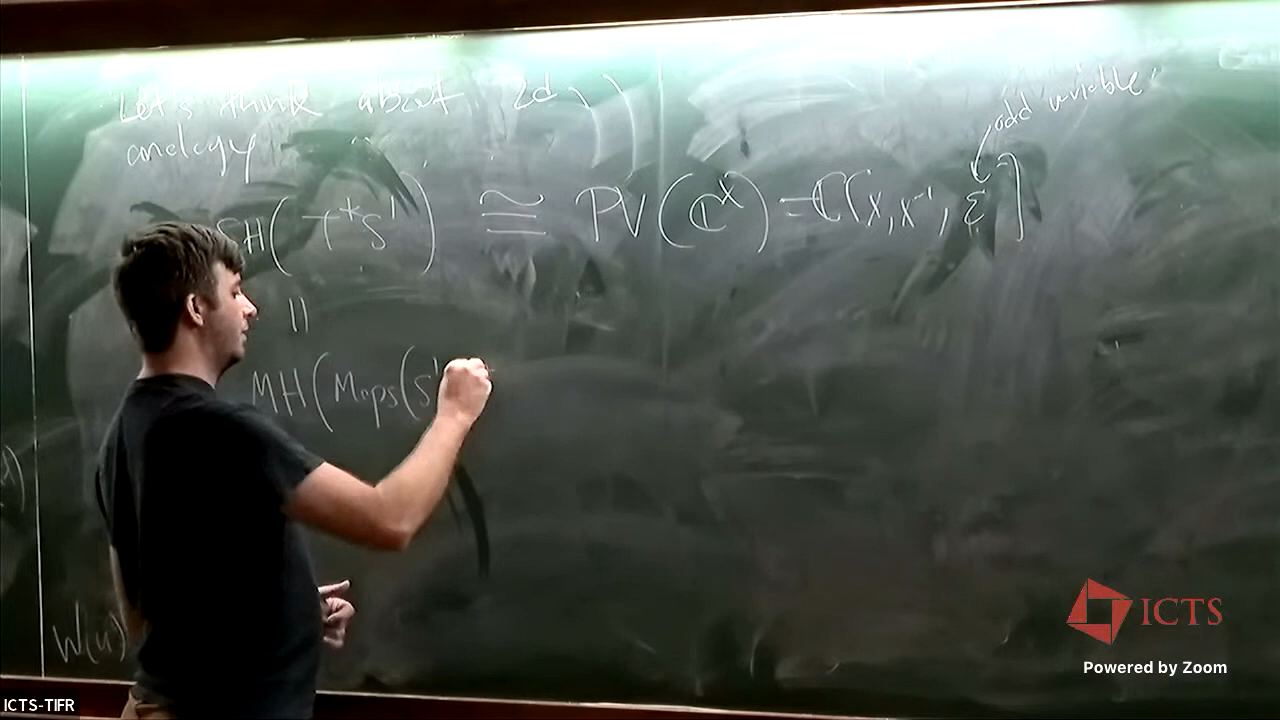 Let's think about 2d
analogy
odd variable
SH(T*S¹) ≅ PV(ℂ^x) = ℂ[x, x⁻¹, ξ]
||
MH(Maps(S¹
W(u)
ICTS
Powered by Zoom
ICTS-TIFR